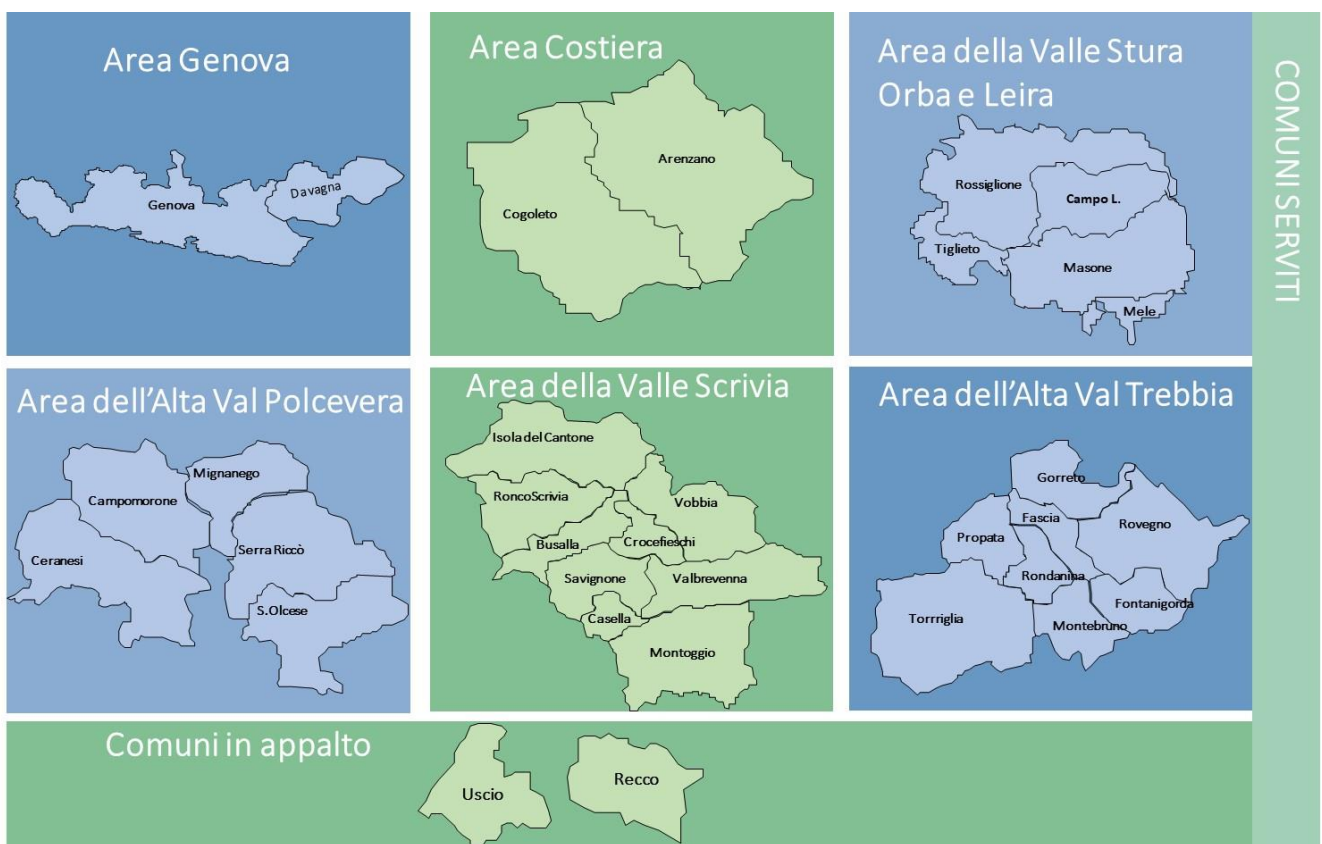 Area Genova
Genova
Davagna
Area Costiera
Arenzano
Cogoleto
Area della Valle Stura
Orba e Leira
Rossiglione
Campo L.
Tiglieto
Masone
Mele
COMUNI SERVITI
Area dell'Alta Val Polcevera
Mignanego
Campomorone
Serra Riccò
Ceranesi
S.Olcese
Area della Valle Scrivia
Isola del Cantone
RoncoScrivia
Vobbia
Busalla
Crocefieschi
Savignone
Valbrevenna
Casella
Montoggio
Area dell'Alta Val Trebbia
Gorreto
Fascia
Rovegno
Propata
Rondanina
Fontanigorda
Torrriglia
Montebruno
Comuni in appalto
Uscio
Recco